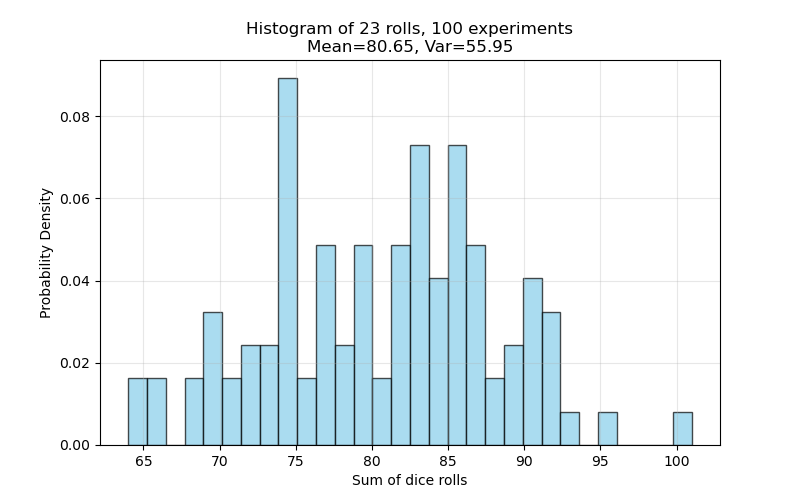 Histogram of 23 rolls, 100 experiments
Mean=80.65, Var=55.95
Probability Density
0.08
0.06
0.04
0.02
0.00
65 70 75 80 85 90 95 100
Sum of dice rolls